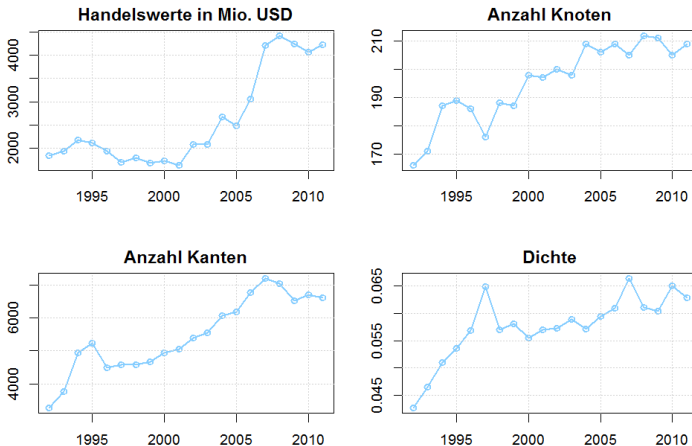 Handelswerte in Mio. USD
4000
3000
2000
1995 2000 2005 2010
Anzahl Knoten
210
190
170
1995 2000 2005 2010
Anzahl Kanten
6000
4000
1995 2000 2005 2010
Dichte
0.065
0.055
0.045
1995 2000 2005 2010